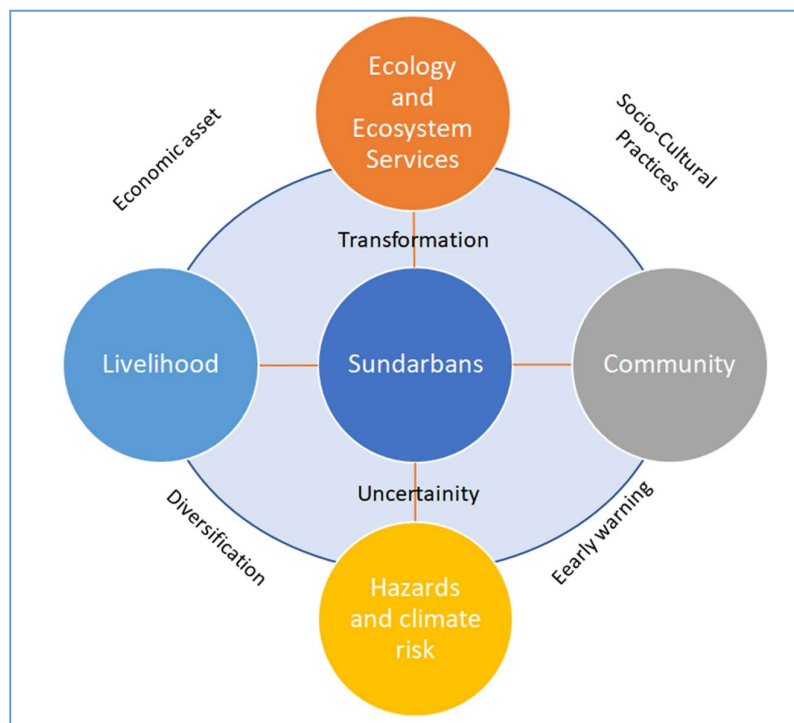 Ecology
and
Ecosystem
Services
Economic asset
Socio-Cultural
Practices
Transformation
Livelihood
Sundarbans
Community
Uncertainity
Diversification
Eearly warning
Hazards
and climate
risk